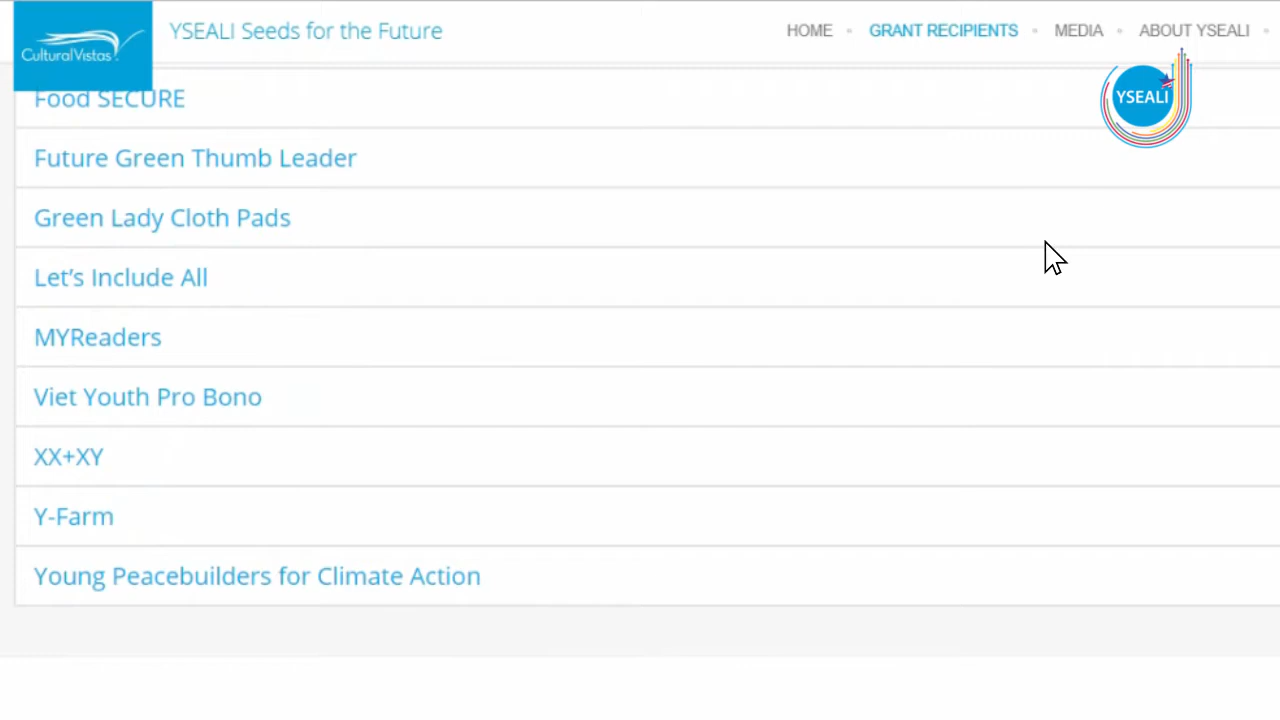 CulturalVistas
YSEALI Seeds for the Future
HOME
GRANT RECIPIENTS
MEDIA
ABOUT YSEALI
YSEALI
Food SECURE
Future Green Thumb Leader
Green Lady Cloth Pads
Let’s Include All
MYReaders
Viet Youth Pro Bono
XX+XY
Y-Farm
Young Peacebuilders for Climate Action